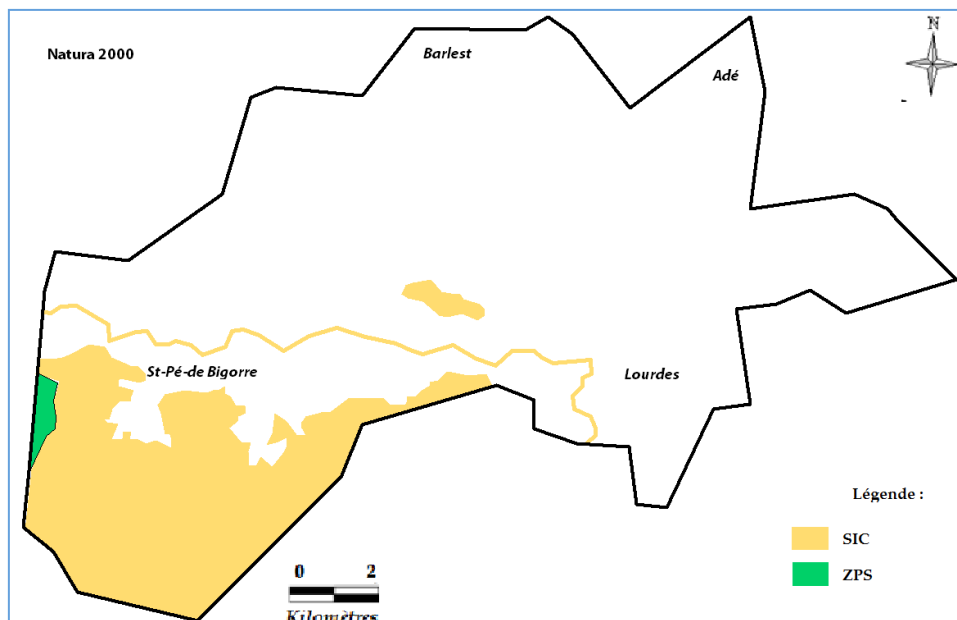 N
Natura 2000
Barlest
Adé
St-Pé-de Bigorre
Lourdes
Légende :
SIC
ZPS
0 2
Kilomètres